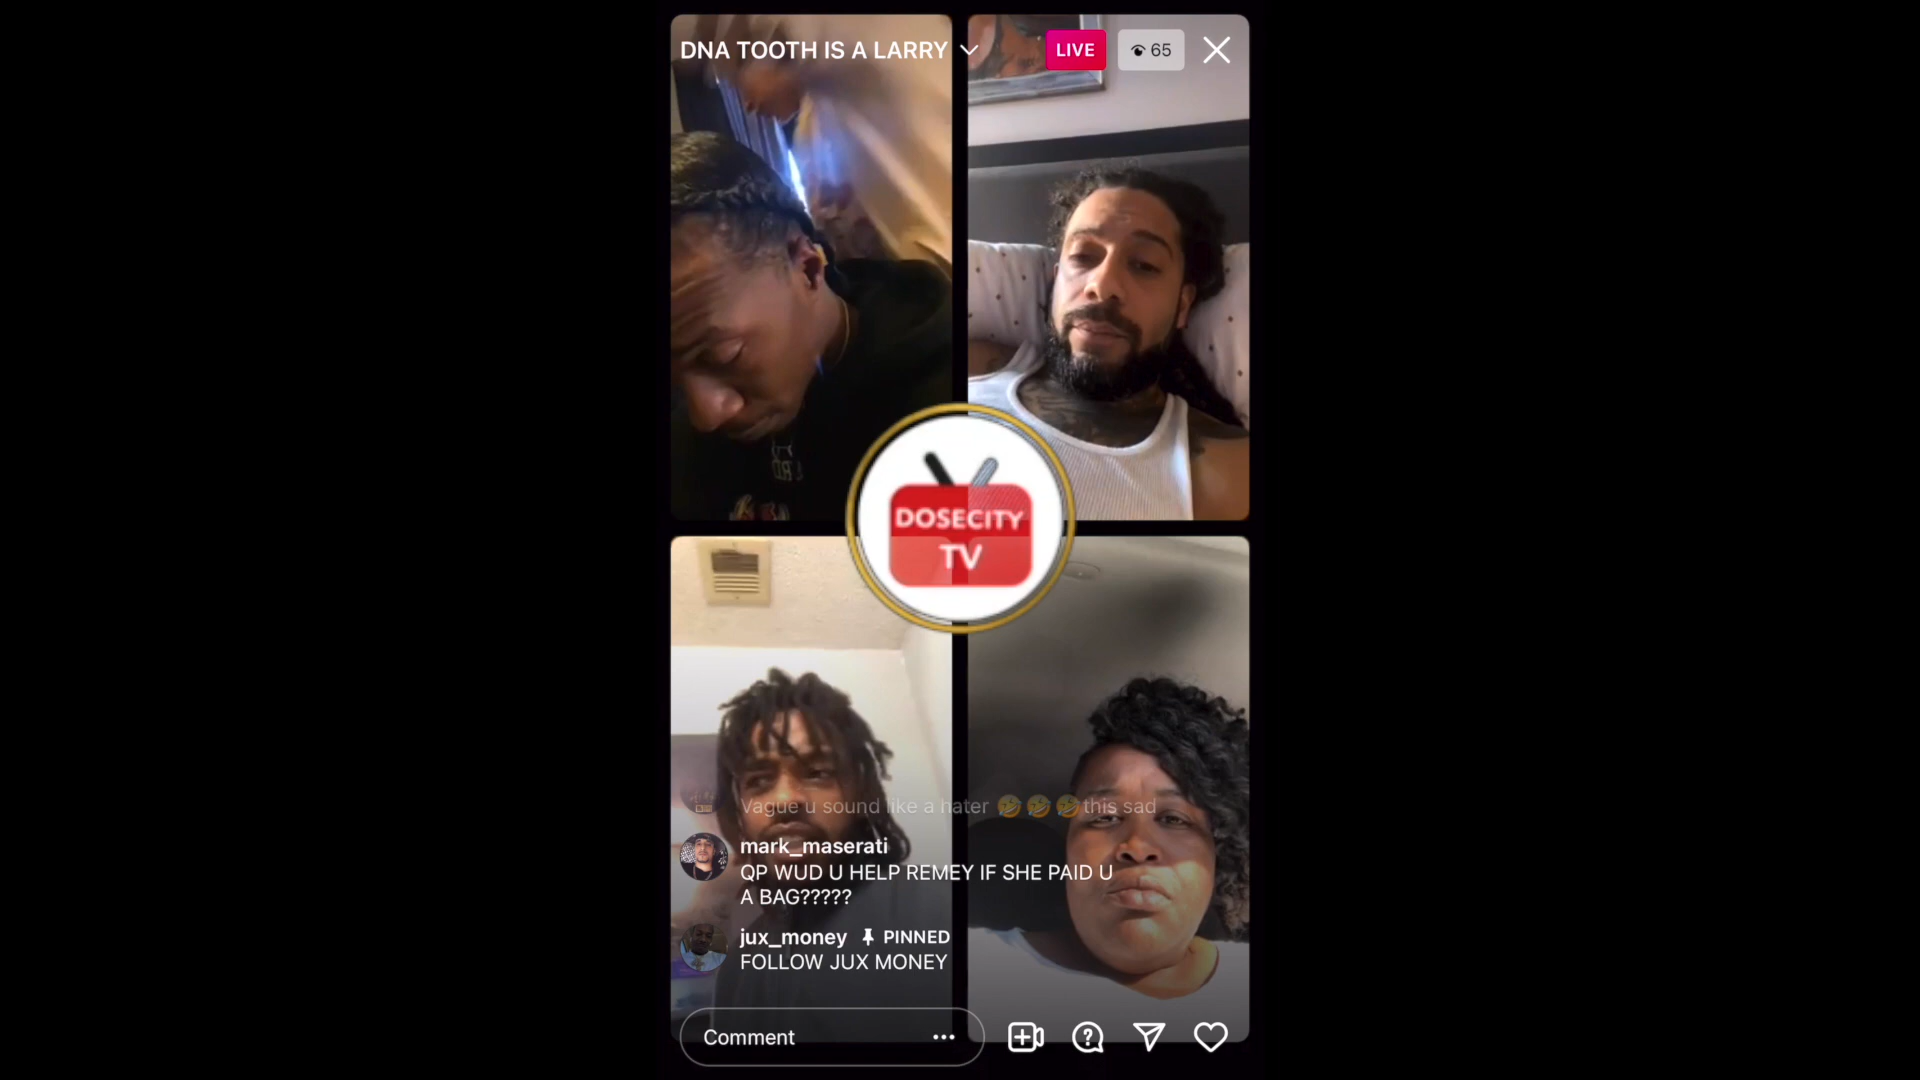 DNA TOOTH IS A LARRY
LIVE
65
DOSECITY
TV
Vague u sound like a hater 🤣🤣🤣this sad
mark_maserati
QP WUD U HELP REMEY IF SHE PAID U
A BAG?????
jux_money PINNED
FOLLOW JUX MONEY
Comment